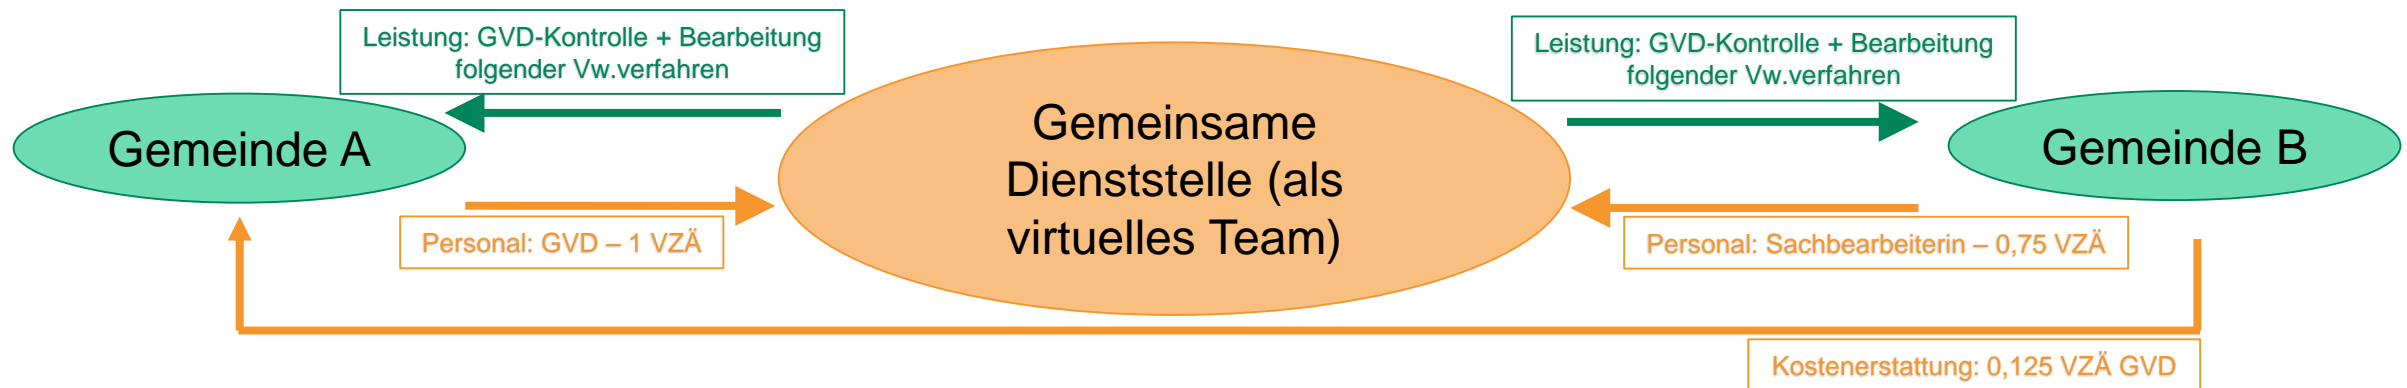 Leistung: GVD-Kontrolle + Bearbeitung
folgender Vw.verfahren
Leistung: GVD-Kontrolle + Bearbeitung
folgender Vw.verfahren
Gemeinde A
Gemeinsame
Dienststelle (als
virtuelles Team)
Gemeinde B
Personal: GVD – 1 VZÄ
Personal: Sachbearbeiterin – 0,75 VZÄ
Kostenerstattung: 0,125 VZÄ GVD